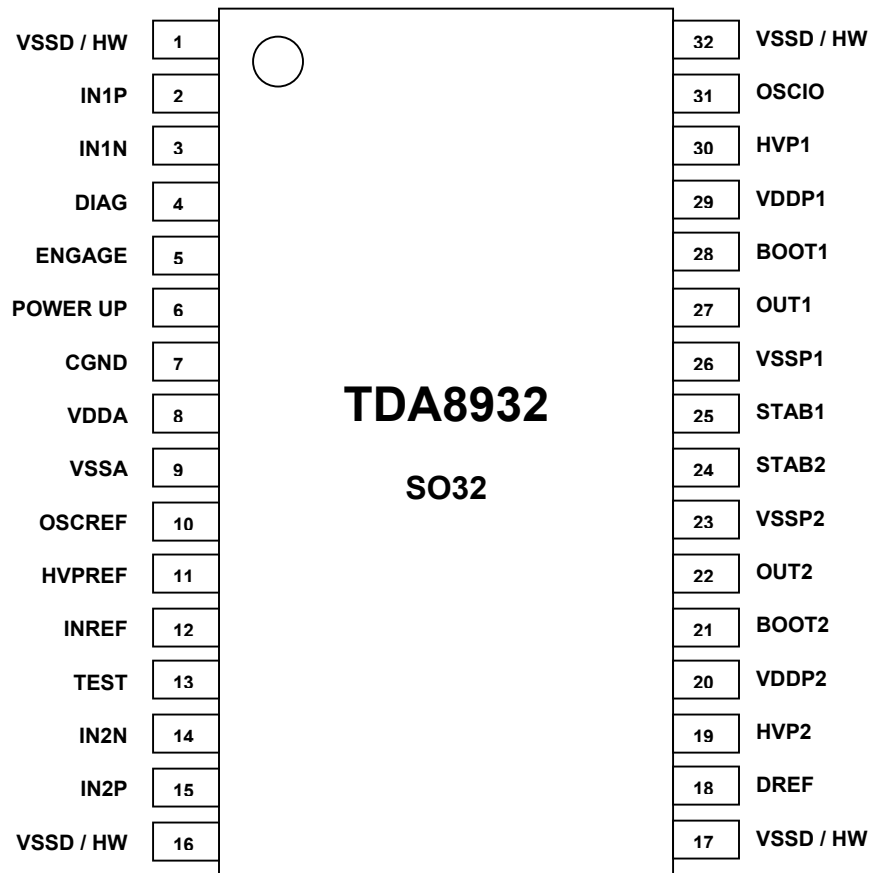 VSSD / HW 1 32 VSSD / HW
IN1P 2 31 OSCIO
IN1N 3 30 HVP1
DIAG 4 29 VDDP1
ENGAGE 5 28 BOOT1
POWER UP 6 27 OUT1
CGND 7 26 VSSP1
VDDA 8 25 STAB1
VSSA 9 24 STAB2
OSCREF 10 23 VSSP2
HVPREF 11 22 OUT2
INREF 12 21 BOOT2
TEST 13 20 VDDP2
IN2N 14 19 HVP2
IN2P 15 18 DREF
VSSD / HW 16 17 VSSD / HW
TDA8932
SO32